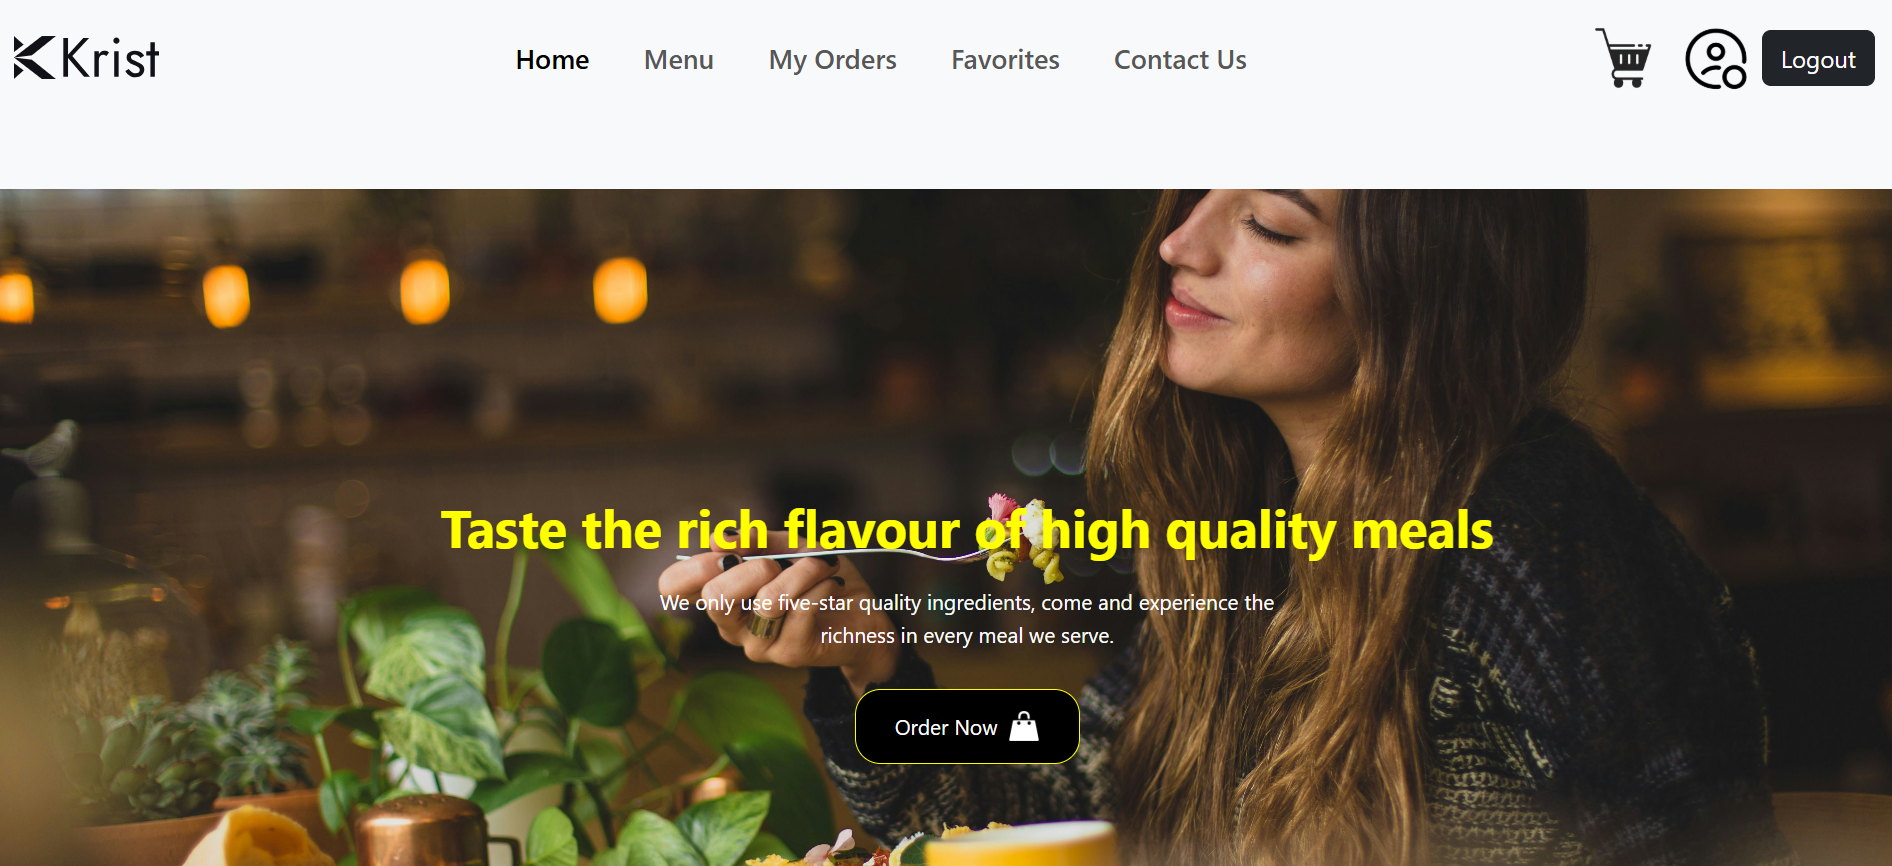 Krist
Home
Menu
My Orders
Favorites
Contact Us
Logout
Taste the rich flavour of high quality meals
We only use five-star quality ingredients, come and experience the
richness in every meal we serve.
Order Now